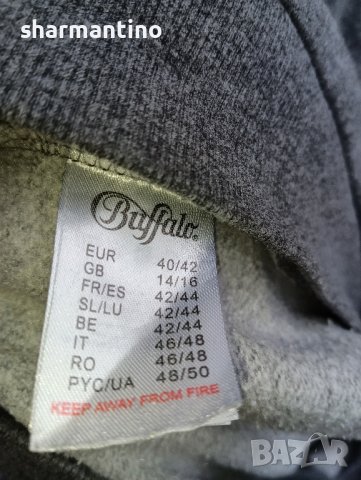 sharmantino
Buffalo®
EUR 40/42
GB 14/16
FR/ES 42/44
SL/LU 42/44
BE 42/44
IT 46/48
RO 46/48
PYC/UA 48/50
KEEP AWAY FROM FIRE
BAZAR